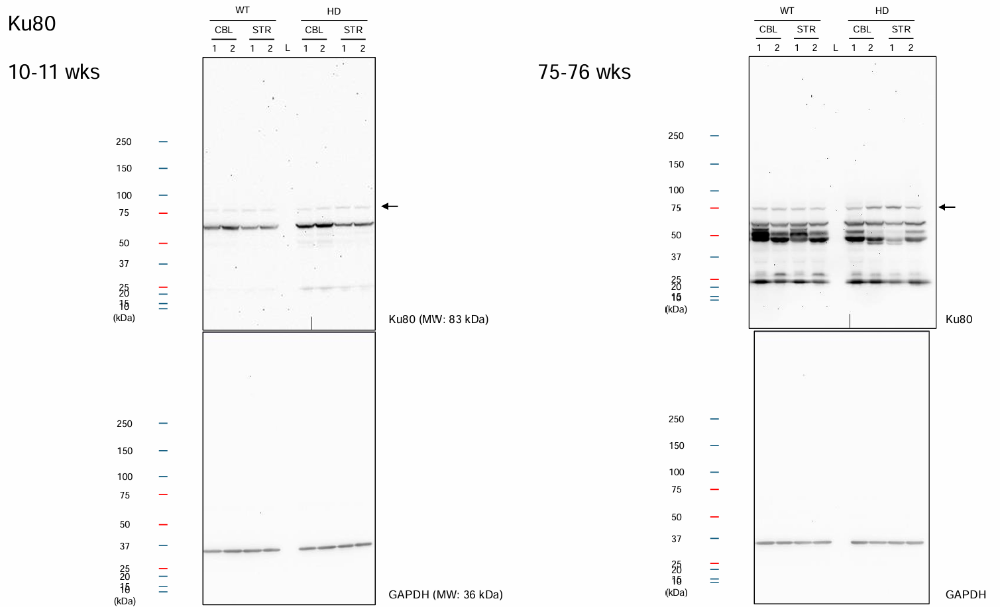 Ku80
10-11 wks
WT HD
CBL STR CBL STR
1 2 1 2 L 1 2 1 2
250
150
100
75
50
37
25
20
15
10
(kDa)
Ku80 (MW: 83 kDa)
250
150
100
75
50
37
25
20
15
10
(kDa)
GAPDH (MW: 36 kDa)
75-76 wks
WT HD
CBL STR CBL STR
1 2 1 2 L 1 2 1 2
250
150
100
75
50
37
25
20
15
10
(kDa)
Ku80
250
150
100
75
50
37
25
20
15
10
(kDa)
GAPDH